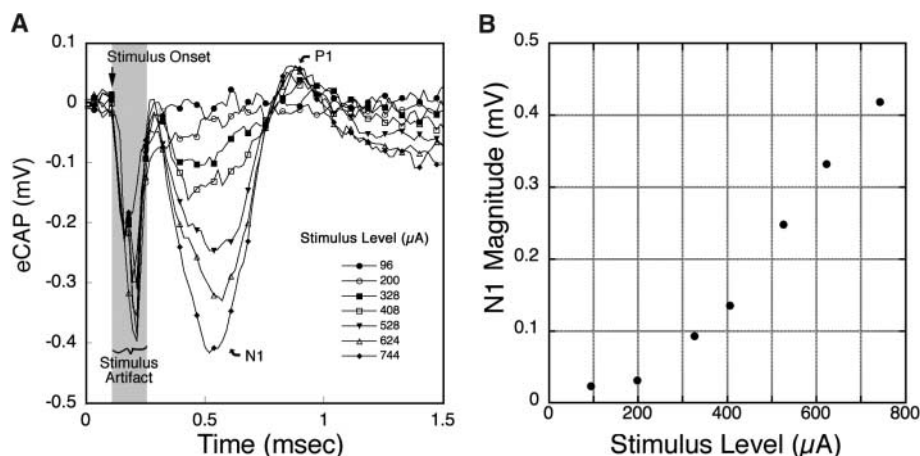 A
0.1
0
-0.1
-0.2
-0.3
-0.4
-0.5
eCAP (mV)
Stimulus Onset
P1
N1
Stimulus
Artifact
Stimulus Level (µA)
96
200
328
408
528
624
744
0 0.5 1 1.5
Time (msec)
B
0.5
0.4
0.3
0.2
0.1
0
N1 Magnitude (mV)
0 200 400 600 800
Stimulus Level (µA)